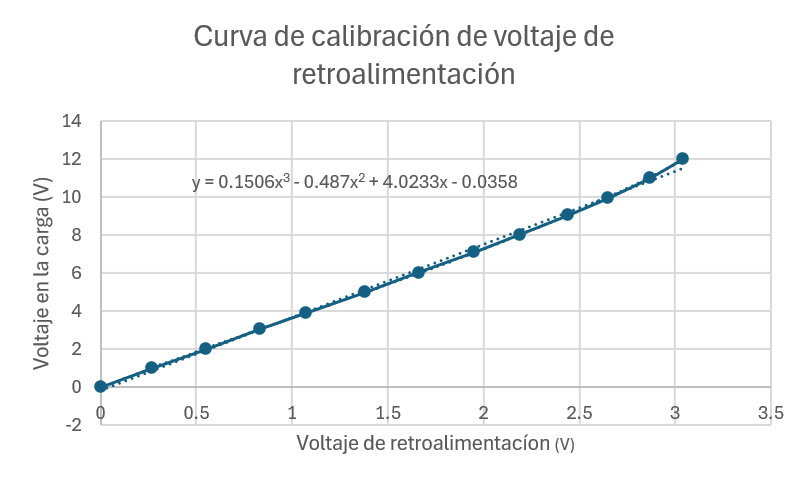 Curva de calibración de voltaje de
retroalimentación
14
12
y = 0.1506x³ - 0.487x² + 4.0233x - 0.0358
10
8
6
4
2
0
-2
Voltaje en la carga (V)
0 0.5 1 1.5 2 2.5 3 3.5
Voltaje de retroalimentacíon (V)